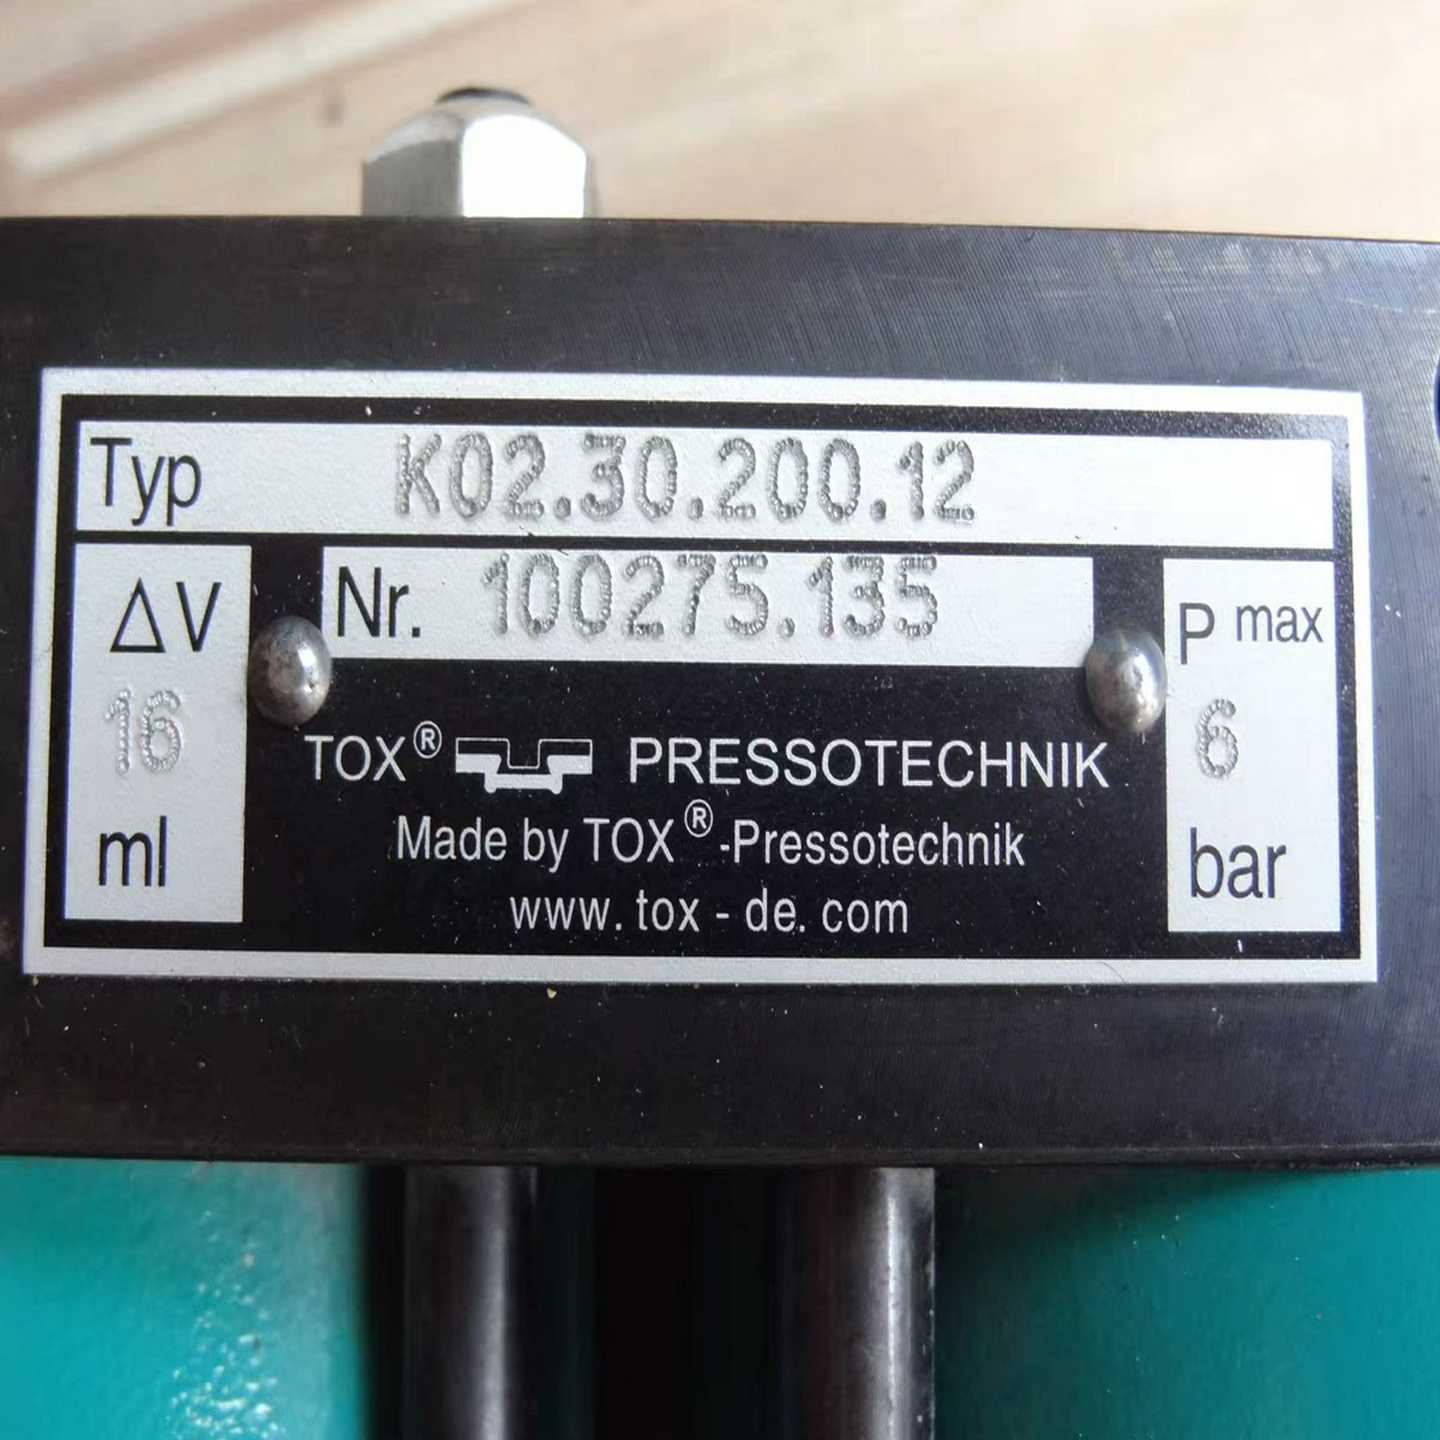 Typ K02.30.200.12
ΔV 16 ml
Nr. 100275.135
P max 6 bar
TOX® PRESSOTECHNIK
Made by TOX®-Pressotechnik
www.tox-de.com